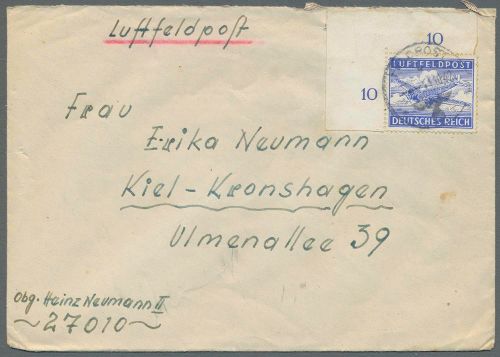 Luftfeldpost
10
10
LUFTFELDPOST
DEUTSCHES REICH
Frau
Erika Neumann
Kiel-Kronshagen
Ulmenallee 39
Obg. Heinz Neumann II
~27010~